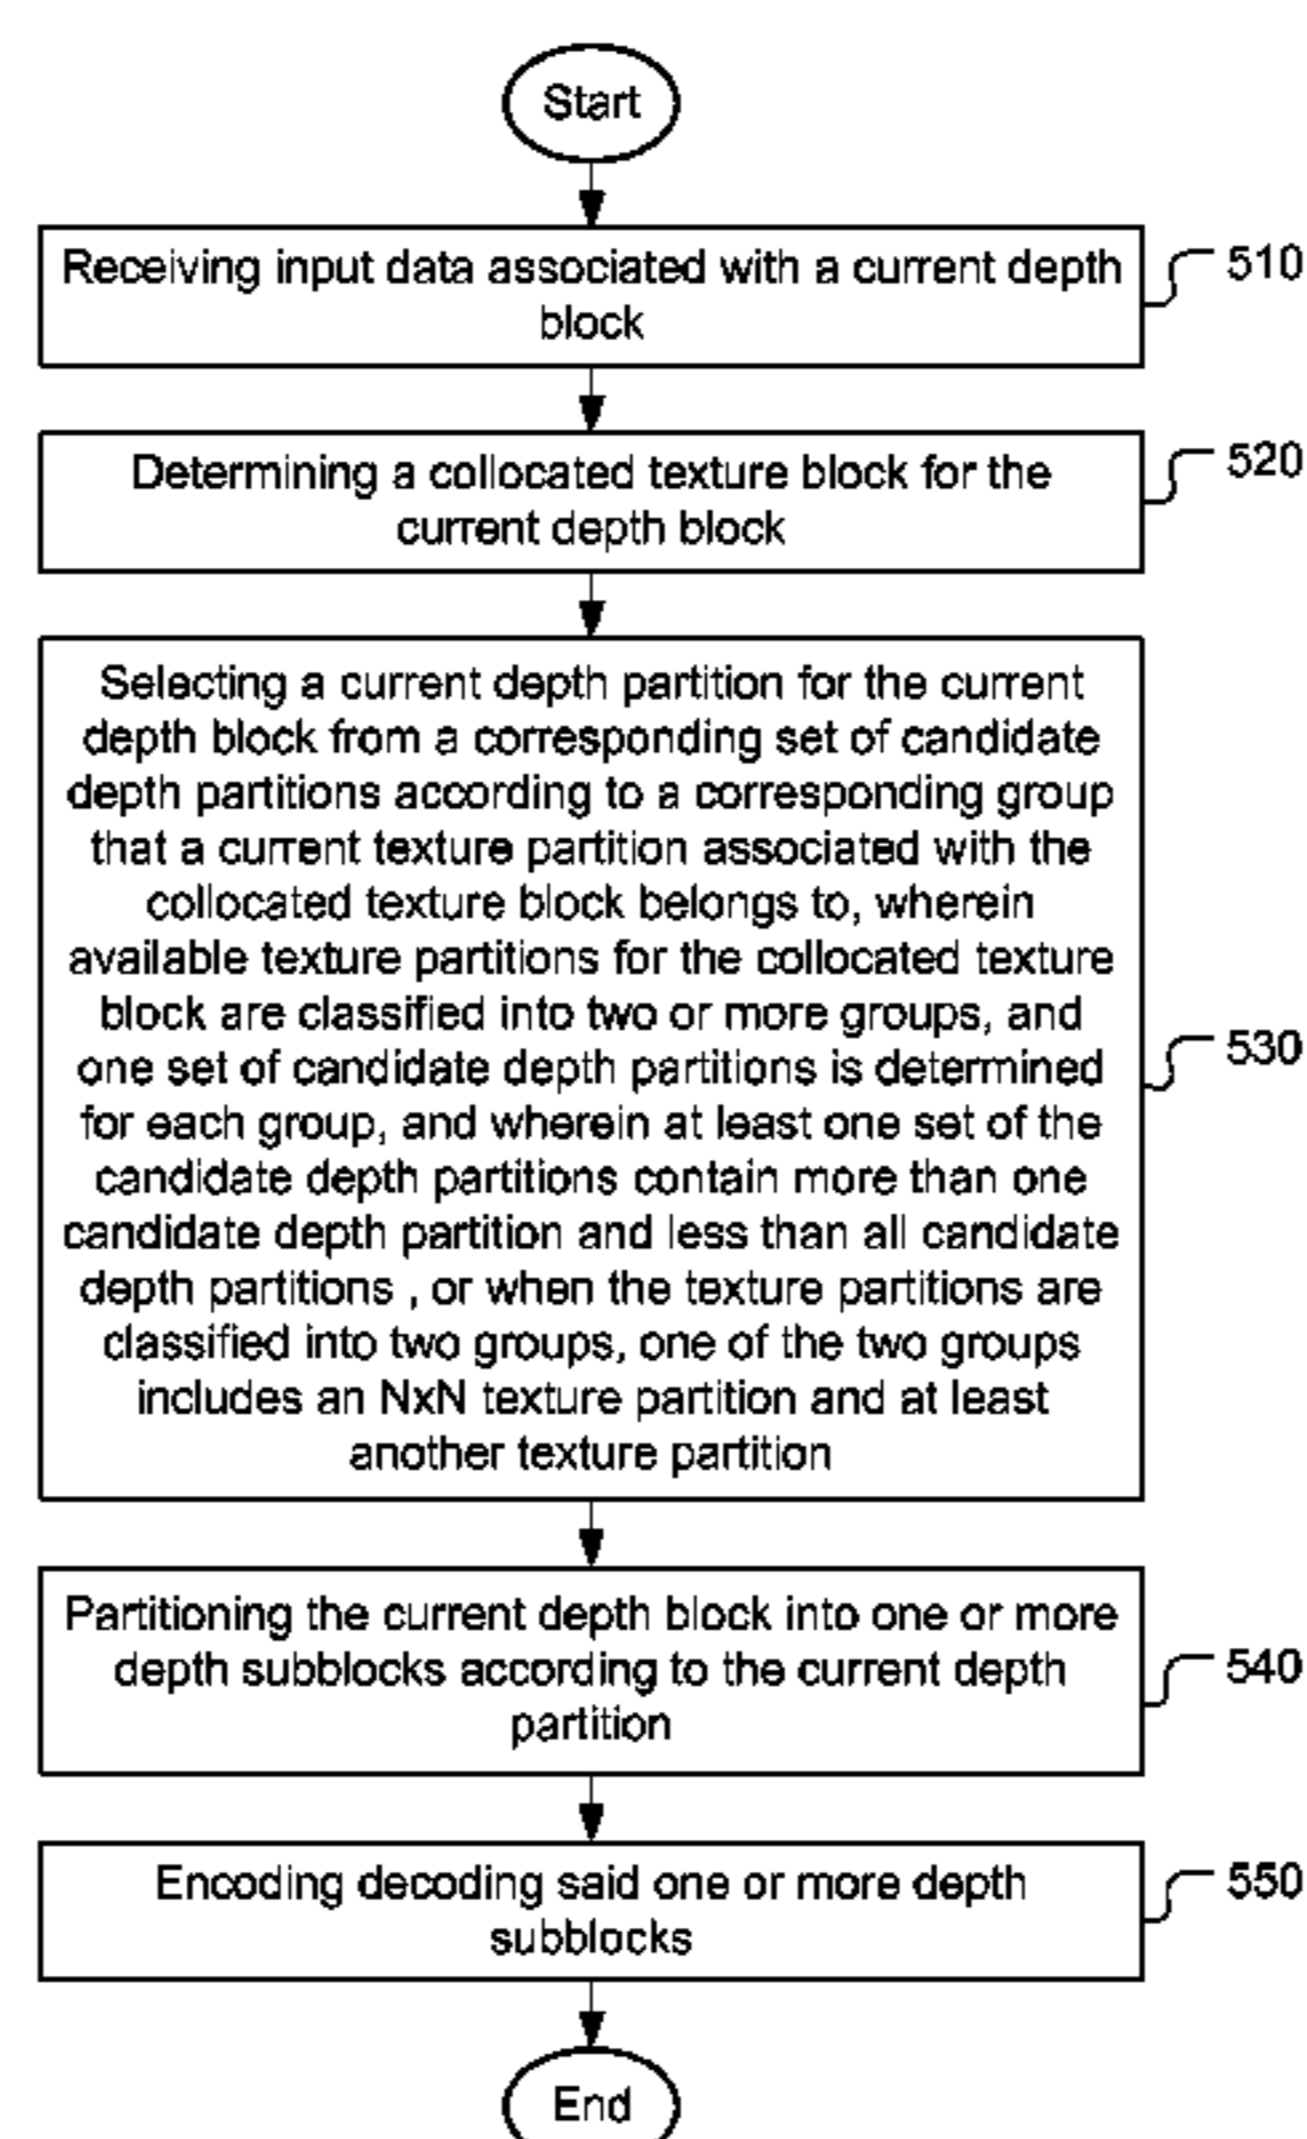 Start
Receiving input data associated with a current depth
block
510
Determining a collocated texture block for the
current depth block
520
Selecting a current depth partition for the current
depth block from a corresponding set of candidate
depth partitions according to a corresponding group
that a current texture partition associated with the
collocated texture block belongs to, wherein
available texture partitions for the collocated texture
block are classified into two or more groups, and
one set of candidate depth partitions is determined
for each group, and wherein at least one set of the
candidate depth partitions contain more than one
candidate depth partition and less than all candidate
depth partitions , or when the texture partitions are
classified into two groups, one of the two groups
includes an NxN texture partition and at least
another texture partition
530
Partitioning the current depth block into one or more
depth subblocks according to the current depth
partition
540
Encoding decoding said one or more depth
subblocks
550
End